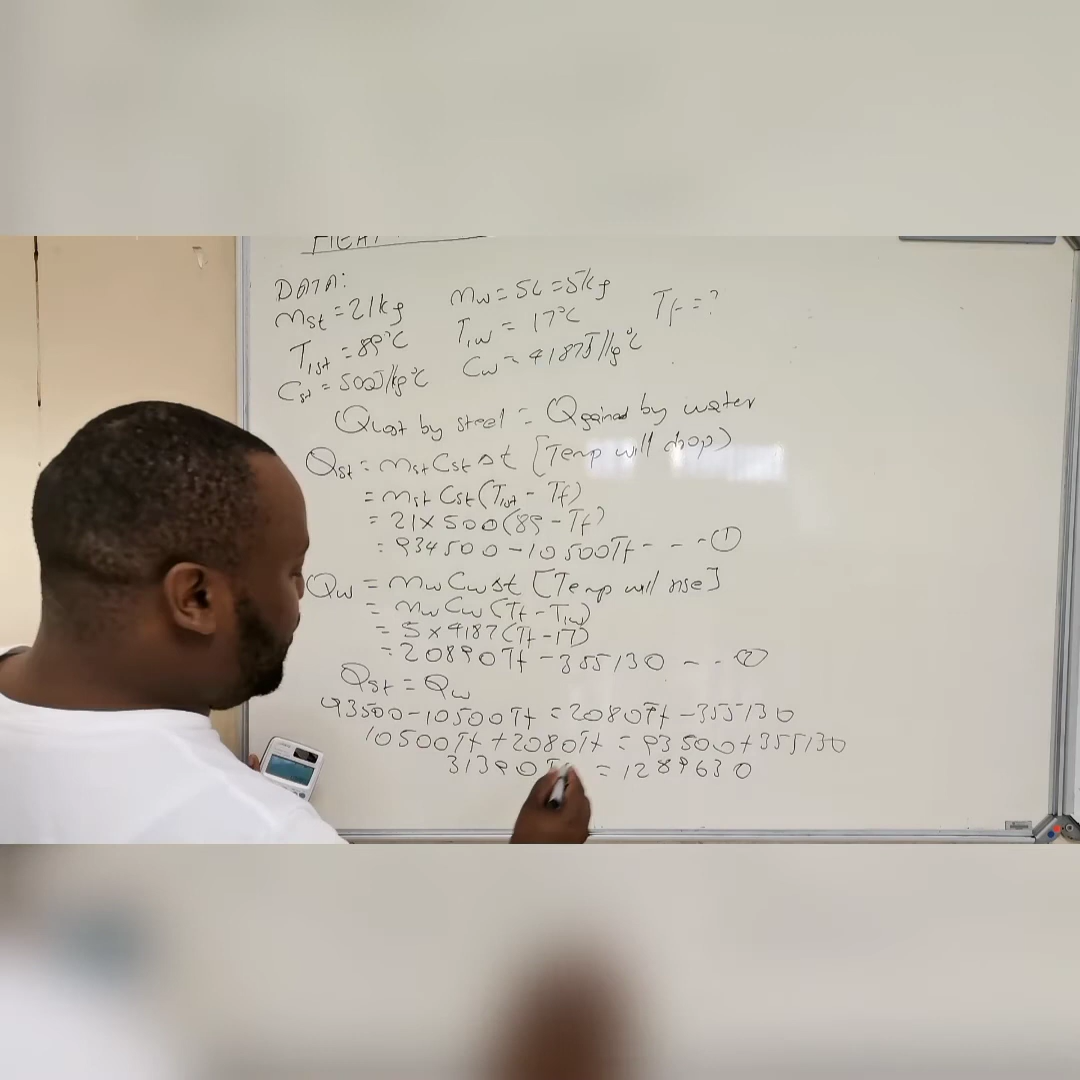 DATA:
mst = 21kg
mw = 5L = 5kg
Tf = ?
T1st = 89°C
T1w = 17°C
Cst = 500J/kg°C
Cw = 4187J/kg°C
Qlost by steel = Qgained by water
Qst = mst Cst Δt [Temp will drop)
= mst Cst (T1st - Tf)
= 21 × 500 (89 - Tf)
= 934500 - 10500Tf - - - ①
Qw = mw Cw Δt [Temp will rise]
= mw Cw (Tf - T1w)
= 5 × 4187 (Tf - 17)
= 20890Tf - 355130 - - ②
Qst = Qw
93500 - 10500Tf = 2080Tf - 355130
10500Tf + 2080Tf = 93500 + 355130
31390 = 1289630